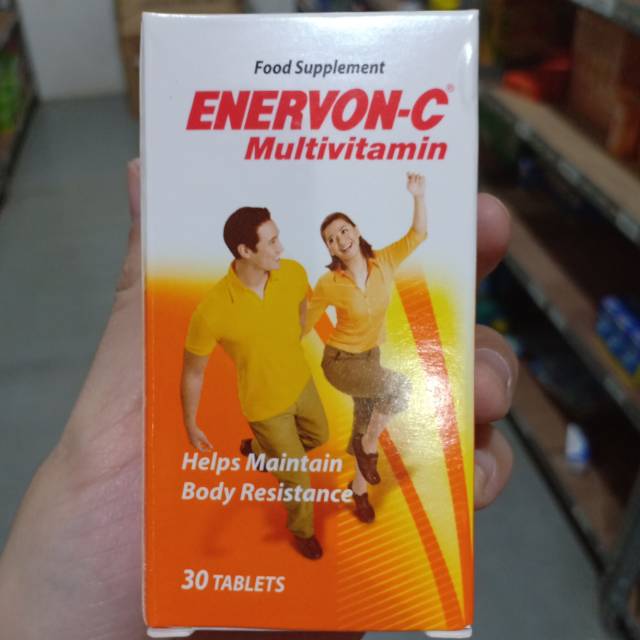 Food Supplement
ENERVON-C®
Multivitamin
Helps Maintain
Body Resistance
30 TABLETS